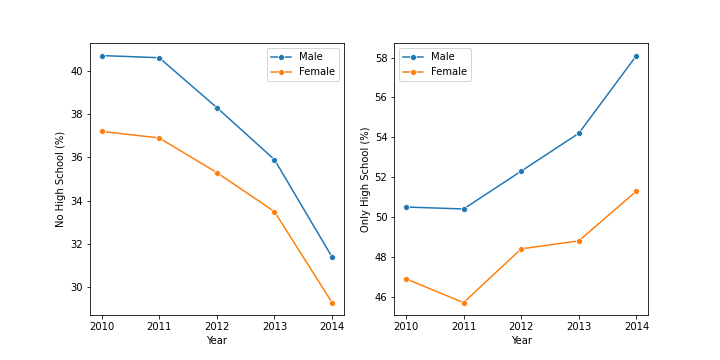 Male
Female
40
38
36
34
32
30
No High School (%)
2010 2011 2012 2013 2014
Year
Male
Female
58
56
54
52
50
48
46
Only High School (%)
2010 2011 2012 2013 2014
Year